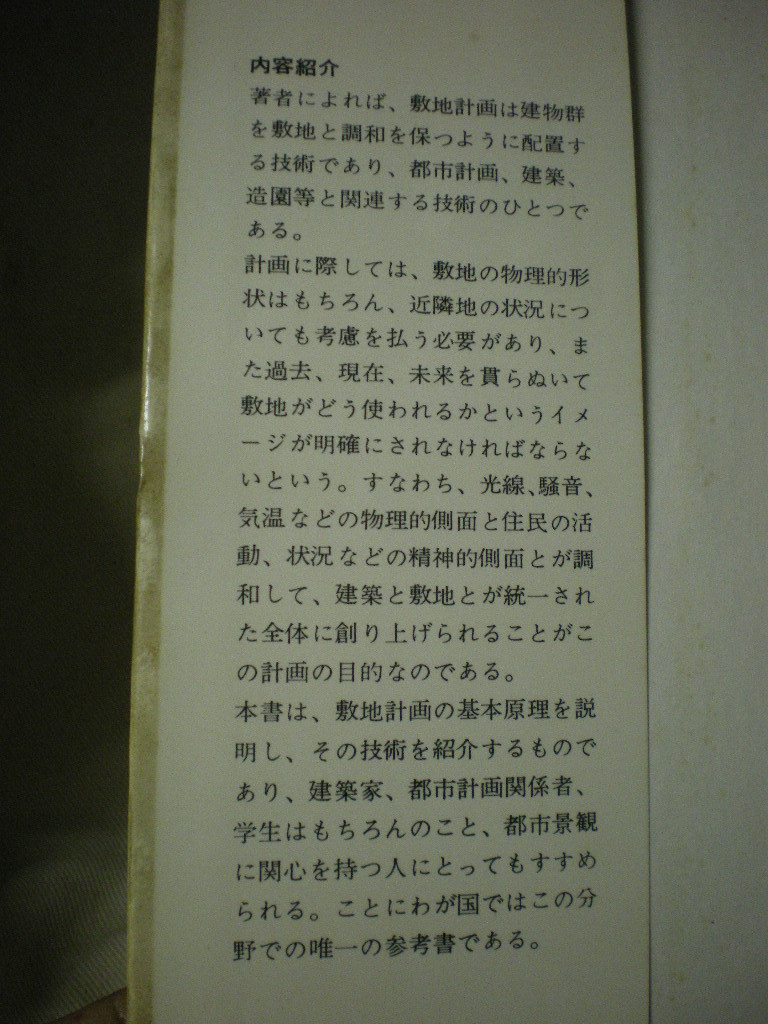 内容紹介
著者によれば、敷地計画は建物群
を敷地と調和を保つように配置す
る技術であり、都市計画、建築、
造園等と関連する技術のひとつで
ある。
計画に際しては、敷地の物理的形
状はもちろん、近隣地の状況につ
いても考慮を払う必要があり、ま
た過去、現在、未来を貫らぬいて
敷地がどう使われるかというイメ
ージが明確にされなければならな
いという。すなわち、光線、騒音、
気温などの物理的側面と住民の活
動、状況などの精神的側面とが調
和して、建築と敷地とが統一され
た全体に創り上げられることがこ
の計画の目的なのである。
本書は、敷地計画の基本原理を説
明し、その技術を紹介するもので
あり、建築家、都市計画関係者、
学生はもちろんのこと、都市景観
に関心を持つ人にとってもすすめ
られる。ことにわが国ではこの分
野での唯一の参考書である。